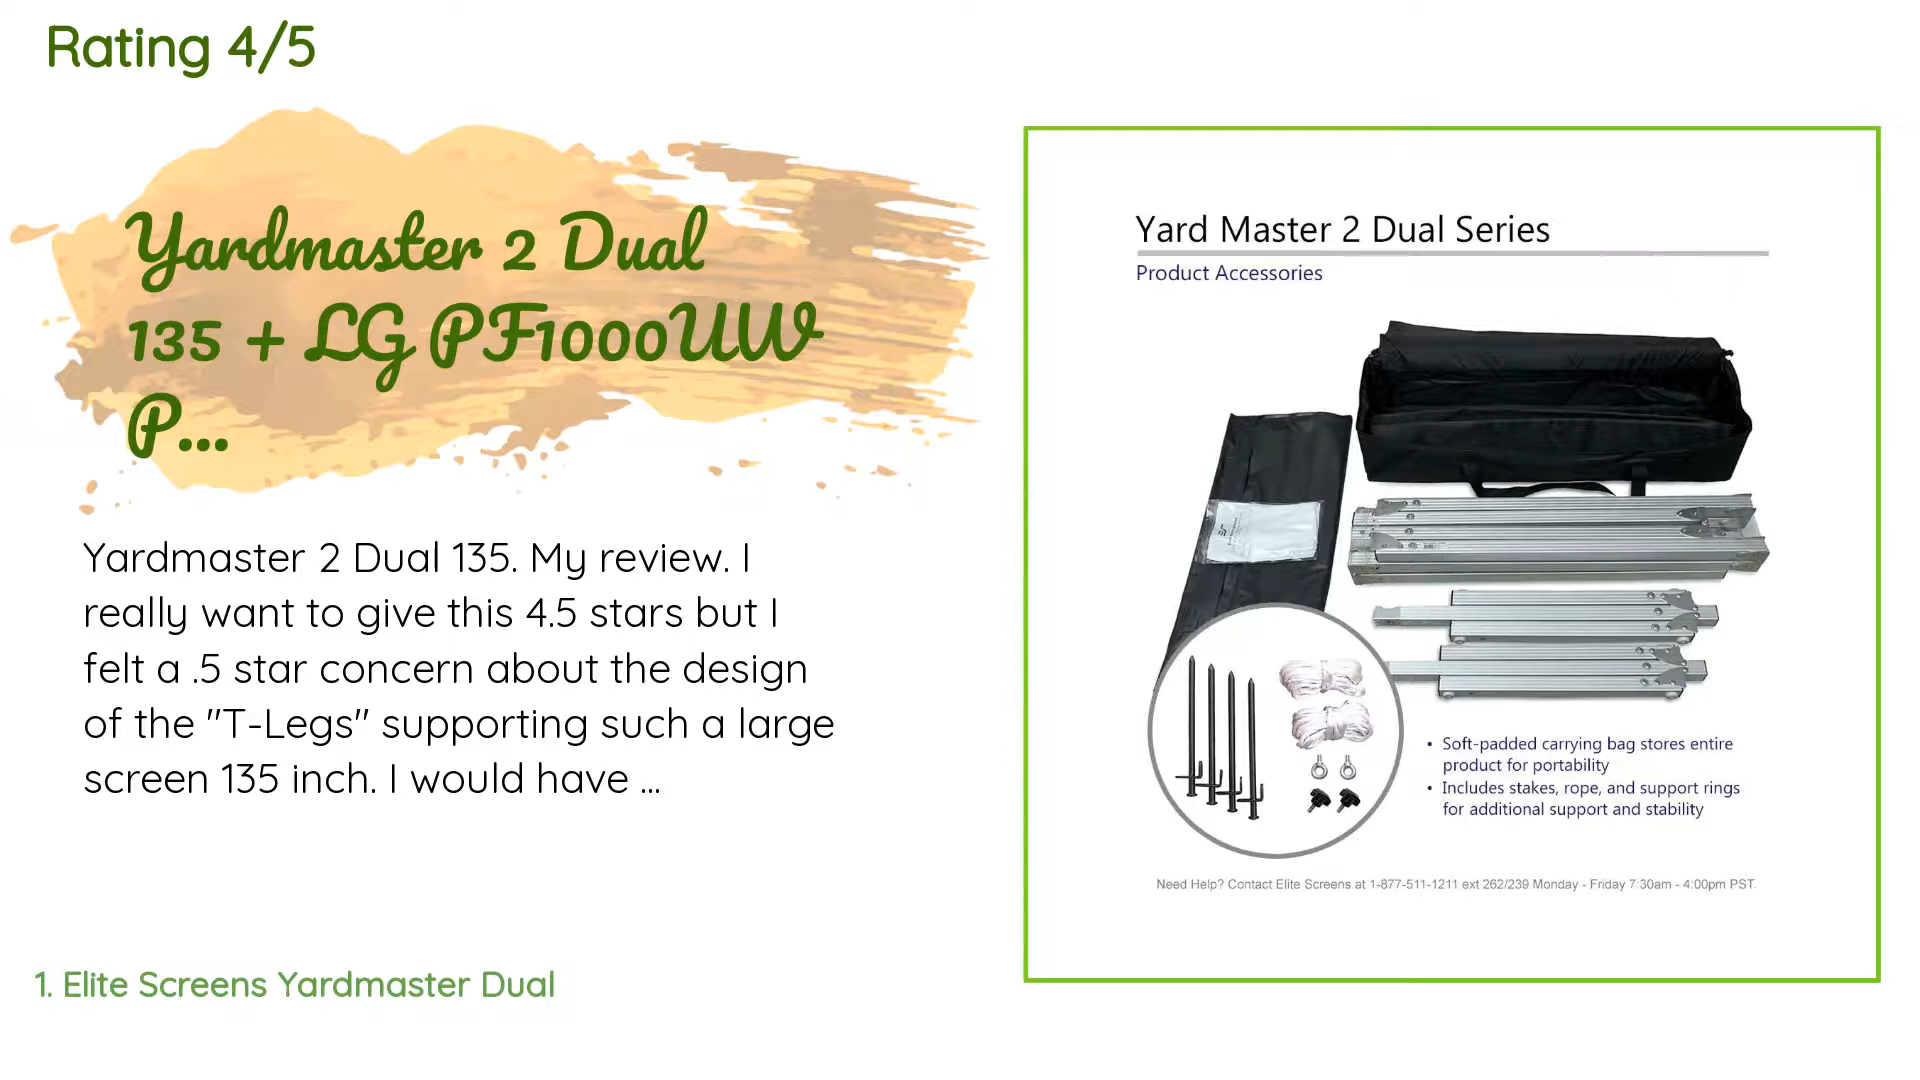 Rating 4/5
Yardmaster 2 Dual
135 + LG PF1000UW
P...
Yardmaster 2 Dual 135. My review. I
really want to give this 4.5 stars but I
felt a .5 star concern about the design
of the "T-Legs" supporting such a large
screen 135 inch. I would have ...
1. Elite Screens Yardmaster Dual
Yard Master 2 Dual Series
Product Accessories
• Soft-padded carrying bag stores entire
product for portability
• Includes stakes, rope, and support rings
for additional support and stability
Need Help? Contact Elite Screens at 1-877-511-1211 ext 262/239 Monday - Friday 7:30am - 4:00pm PST.